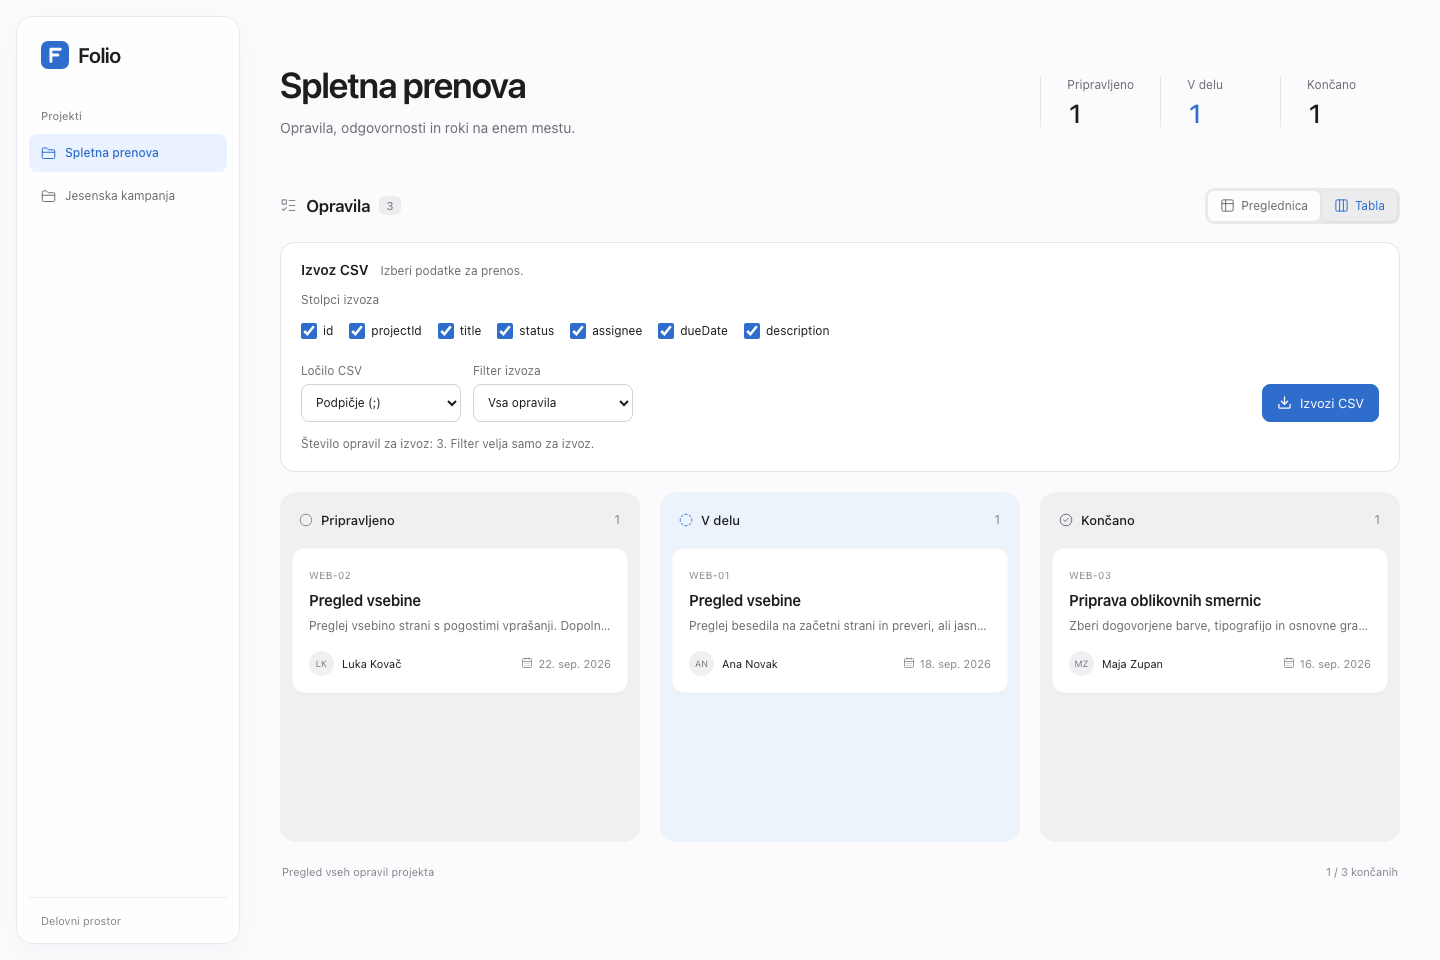 Folio
Projekti
Spletna prenova
Jesenska kampanja
Delovni prostor
Spletna prenova
Opravila, odgovornosti in roki na enem mestu.
Pripravljeno
1
V delu
1
Končano
1
Opravila 3
Preglednica
Tabla
Izvoz CSV Izberi podatke za prenos.
Stolpci izvoza
id projectId title status assignee dueDate description
Ločilo CSV
Podpičje (;)
Filter izvoza
Vsa opravila
Izvozi CSV
Število opravil za izvoz: 3. Filter velja samo za izvoz.
Pripravljeno 1
WEB-02
Pregled vsebine
Preglej vsebino strani s pogostimi vprašanji. Dopoln...
LK Luka Kovač 22. sep. 2026
V delu 1
WEB-01
Pregled vsebine
Preglej besedila na začetni strani in preveri, ali jasn...
AN Ana Novak 18. sep. 2026
Končano 1
WEB-03
Priprava oblikovnih smernic
Zberi dogovorjene barve, tipografijo in osnovne gra...
MZ Maja Zupan 16. sep. 2026
Pregled vseh opravil projekta
1 / 3 končanih